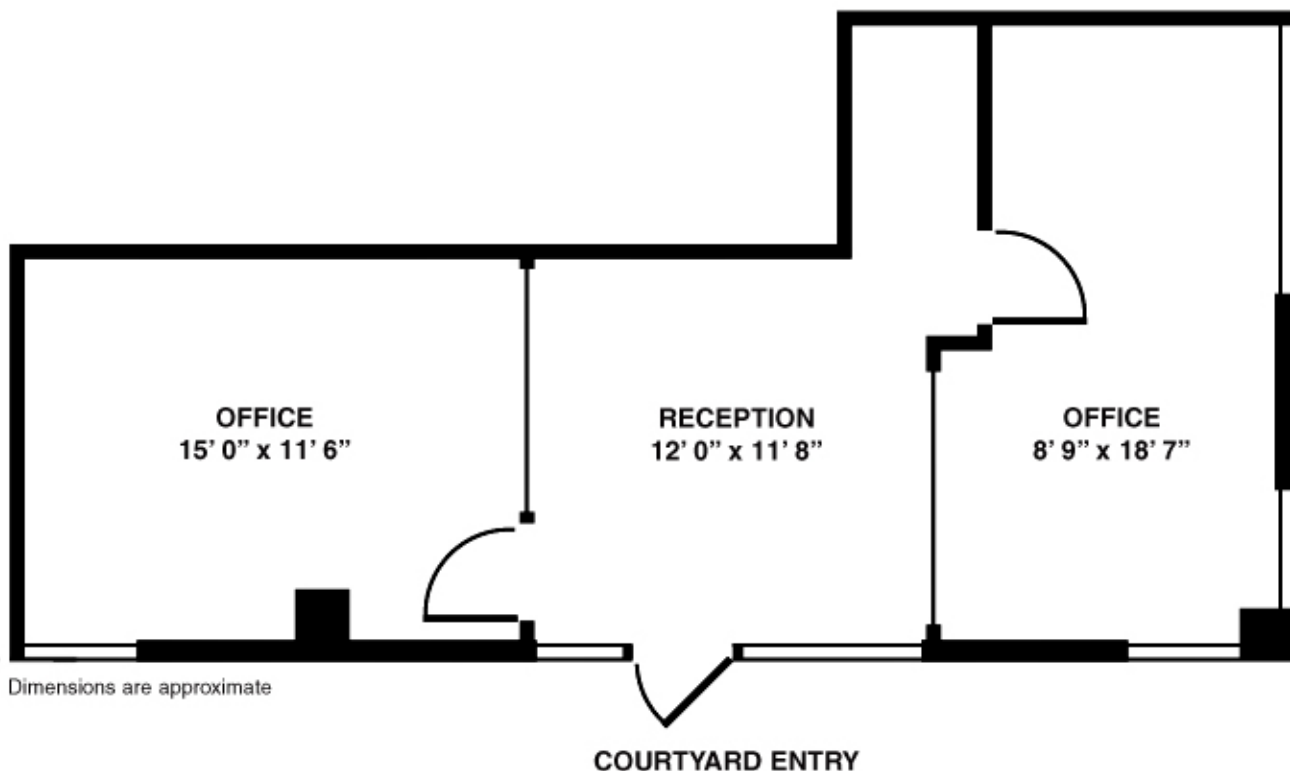 OFFICE
15’ 0” x 11’ 6”
RECEPTION
12’ 0” x 11’ 8”
OFFICE
8’ 9” x 18’ 7”
Dimensions are approximate
COURTYARD ENTRY